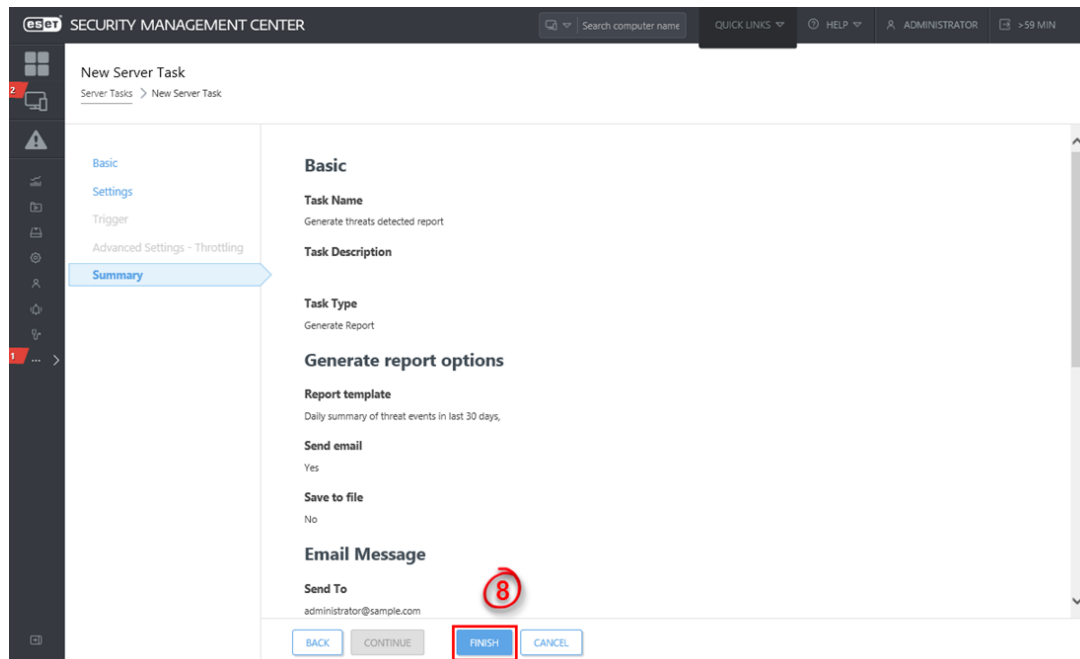 eset SECURITY MANAGEMENT CENTER
Search computer name
QUICK LINKS
HELP
ADMINISTRATOR
>59 MIN
New Server Task
Server Tasks > New Server Task
2
1
...
Basic
Settings
Trigger
Advanced Settings - Throttling
Summary
Basic
Task Name
Generate threats detected report
Task Description
Task Type
Generate Report
Generate report options
Report template
Daily summary of threat events in last 30 days,
Send email
Yes
Save to file
No
Email Message
Send To
administrator@sample.com
8
BACK
CONTINUE
FINISH
CANCEL